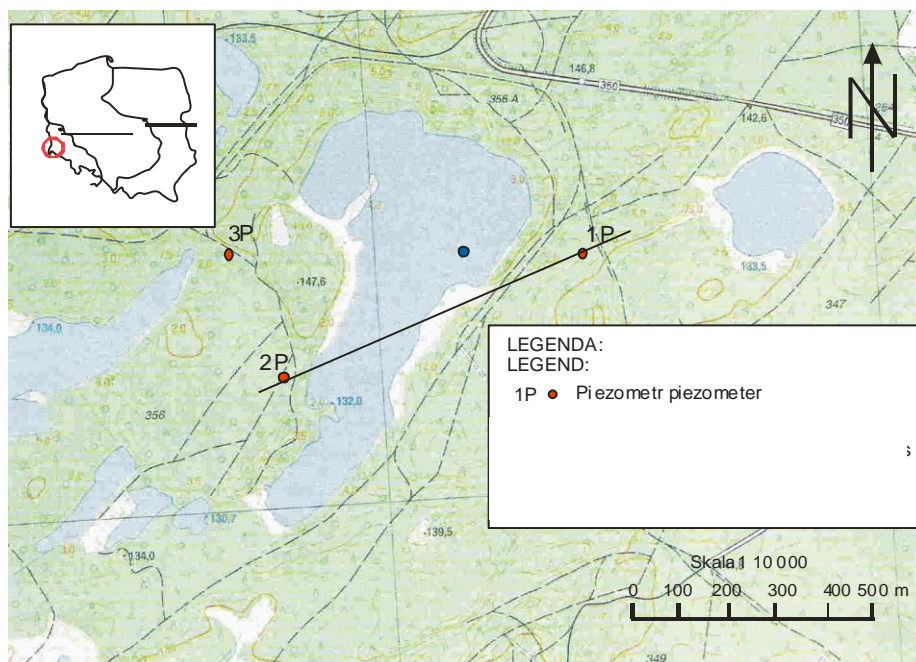 133,5
146,8
350
356 A
142,6
350
3P
1P
147,6
133,5
347
134,0
LEGENDA:
LEGEND:
1P Piezometr piezometer
s
2P
132,0
356
130,7
139,5
134,0
Skala 1 10 000
0 100 200 300 400 500 m
349